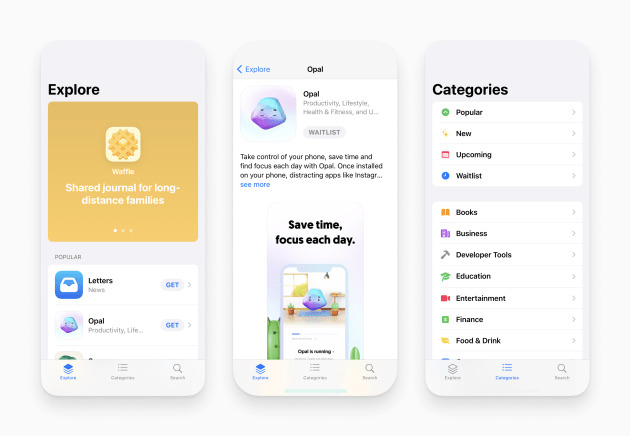 Explore
Waffle
Shared journal for long-
distance families
POPULAR
Letters
News
GET
Opal
Productivity, Life...
GET
Explore
Categories
Search
Explore
Opal
Opal
Productivity, Lifestyle,
Health & Fitness, and U...
WAITLIST
Take control of your phone, save time and
find focus each day with Opal. Once installed
on your phone, distracting apps like Instagr...
see more
Save time,
focus each day.
Opal is running
Explore
Categories
Search
Categories
Popular
New
Upcoming
Waitlist
Books
Business
Developer Tools
Education
Entertainment
Finance
Food & Drink
Explore
Categories
Search